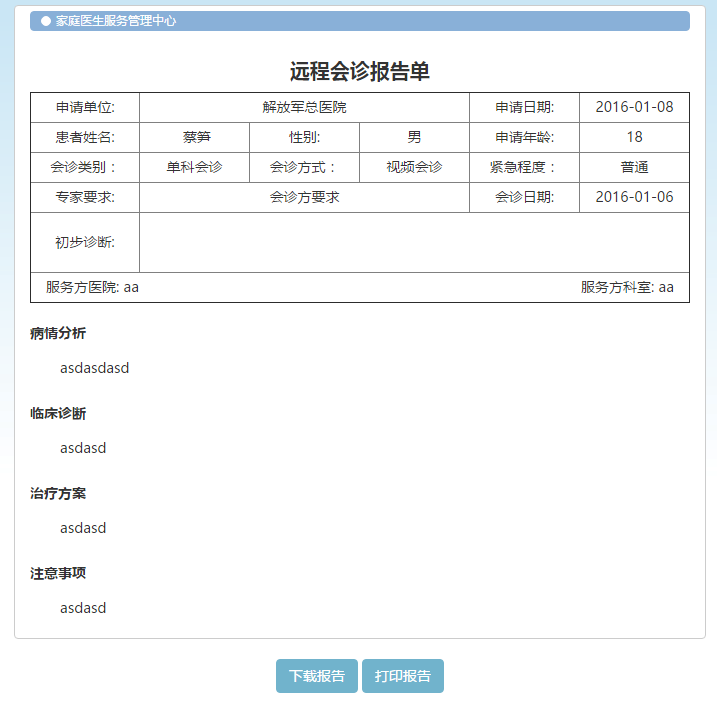 家庭医生服务管理中心
远程会诊报告单
申请单位: 解放军总医院 申请日期: 2016-01-08
患者姓名: 蔡笋 性别: 男 申请年龄: 18
会诊类别： 单科会诊 会诊方式： 视频会诊 紧急程度： 普通
专家要求: 会诊方要求 会诊日期: 2016-01-06
初步诊断:
服务方医院: aa 服务方科室: aa
病情分析
asdasdasd
临床诊断
asdasd
治疗方案
asdasd
注意事项
asdasd
下载报告 打印报告